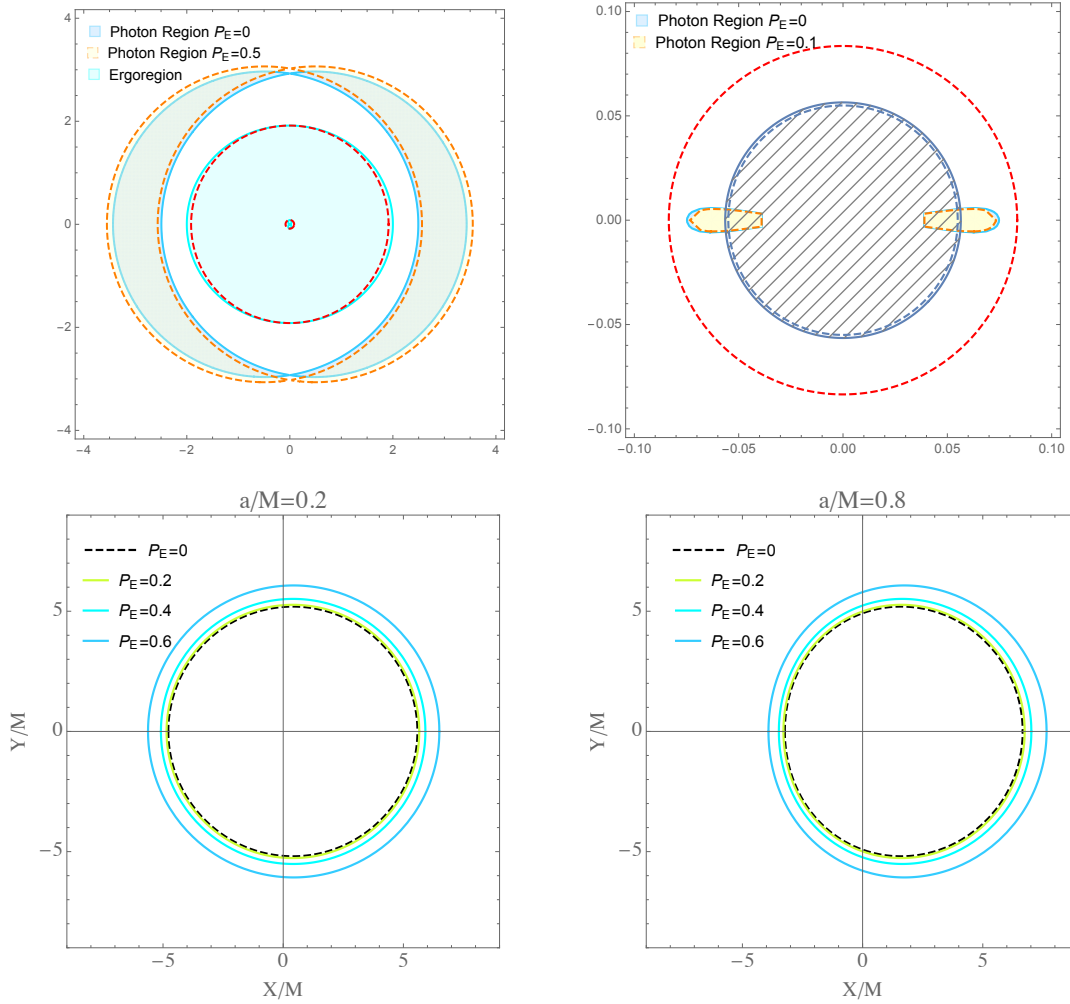 Photon Region P_E=0
Photon Region P_E=0.5
Ergoregion
4
2
0
−2
−4
−4
−2
0
2
4
Photon Region P_E=0
Photon Region P_E=0.1
0.10
0.05
0.00
−0.05
−0.10
−0.10
−0.05
0.00
0.05
0.10
a/M=0.2
P_E=0
P_E=0.2
P_E=0.4
P_E=0.6
5
0
−5
Y/M
−5
0
5
X/M
a/M=0.8
P_E=0
P_E=0.2
P_E=0.4
P_E=0.6
5
0
−5
Y/M
−5
0
5
X/M